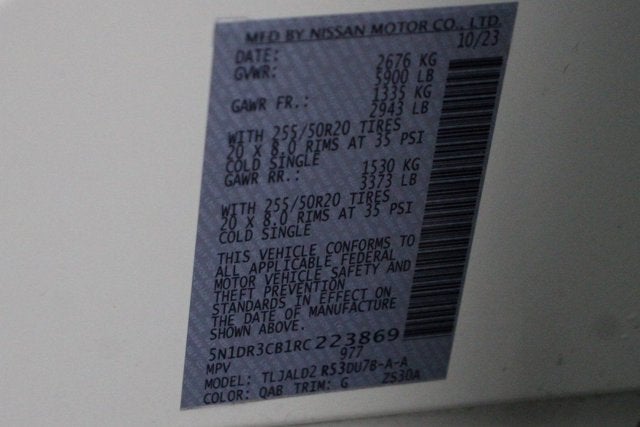 MFD BY NISSAN MOTOR CO., LTD.
DATE: 10/23
GVWR: 2676 KG
5900 LB
GAWR FR.: 1335 KG
2943 LB
WITH 255/50R20 TIRES
20 X 8.0 RIMS AT 35 PSI
COLD SINGLE
GAWR RR.: 1530 KG
3373 LB
WITH 255/50R20 TIRES
20 X 8.0 RIMS AT 35 PSI
COLD SINGLE
THIS VEHICLE CONFORMS TO
ALL APPLICABLE FEDERAL
MOTOR VEHICLE SAFETY AND
THEFT PREVENTION
STANDARDS IN EFFECT ON
THE DATE OF MANUFACTURE
SHOWN ABOVE.
5N1DR3CB1RC223869
MPV 977
MODEL: TLJALD2 R53DU78-A-A
COLOR: QAB TRIM: G 2S30A